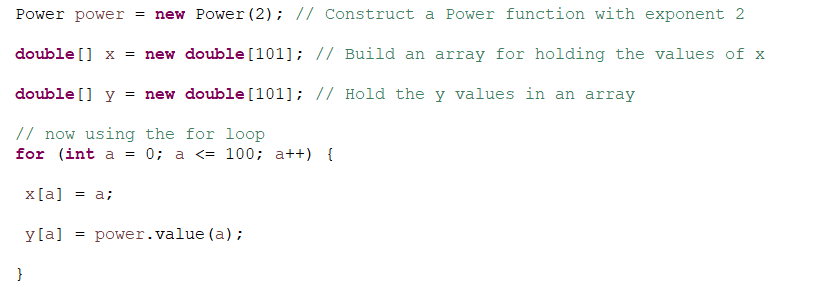 Power power = new Power(2); // Construct a Power function with exponent 2
double[] x = new double[101]; // Build an array for holding the values of x
double[] y = new double[101]; // Hold the y values in an array
// now using the for loop
for (int a = 0; a <= 100; a++) {
x[a] = a;
y[a] = power.value(a);
}